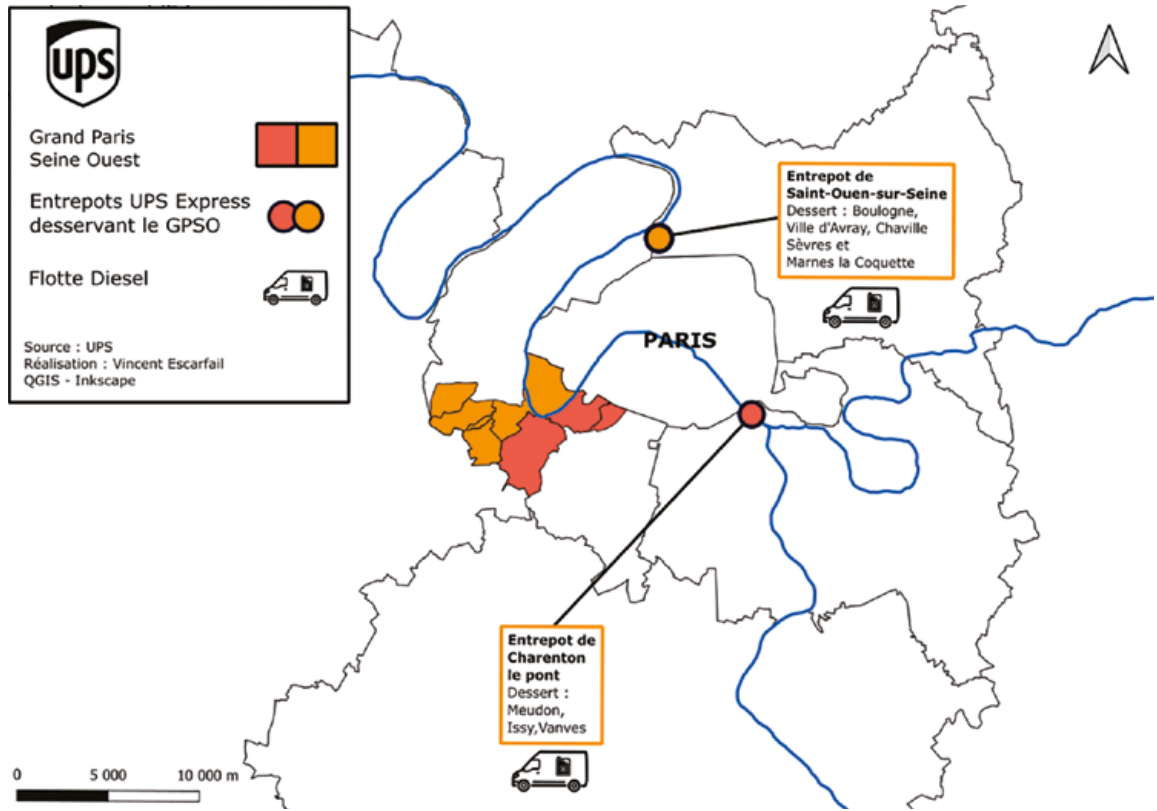 ups
Grand Paris
Seine Ouest
Entrepots UPS Express
desservant le GPSO
Flotte Diesel
Source : UPS
Réalisation : Vincent Escarfail
QGIS - Inkscape
Entrepot de
Saint-Ouen-sur-Seine
Dessert : Boulogne,
Ville d'Avray, Chaville
Sèvres et
Marnes la Coquette
PARIS
Entrepot de
Charenton
le pont
Dessert :
Meudon,
Issy,Vanves
0 5 000 10 000 m